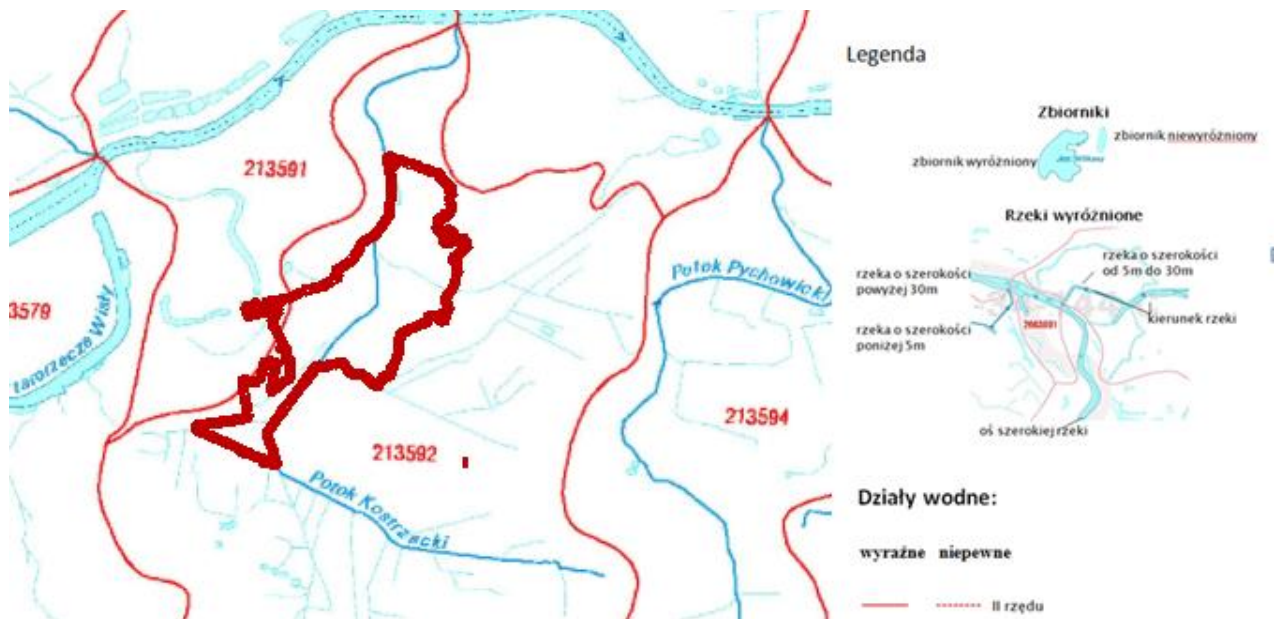 213591
3579
tarorzecze Wisły
Potok Pychowicki
213594
213592
Potok Kostrzecki
Legenda
Zbiorniki
zbiornik niewyróżniony
zbiornik wyróżniony
Rzeki wyróżnione
rzeka o szerokości
powyżej 30m
rzeka o szerokości
od 5m do 30m
kierunek rzeki
rzeka o szerokości
poniżej 5m
oś szerokiej rzeki
Działy wodne:
wyraźne niepewne
II rzędu